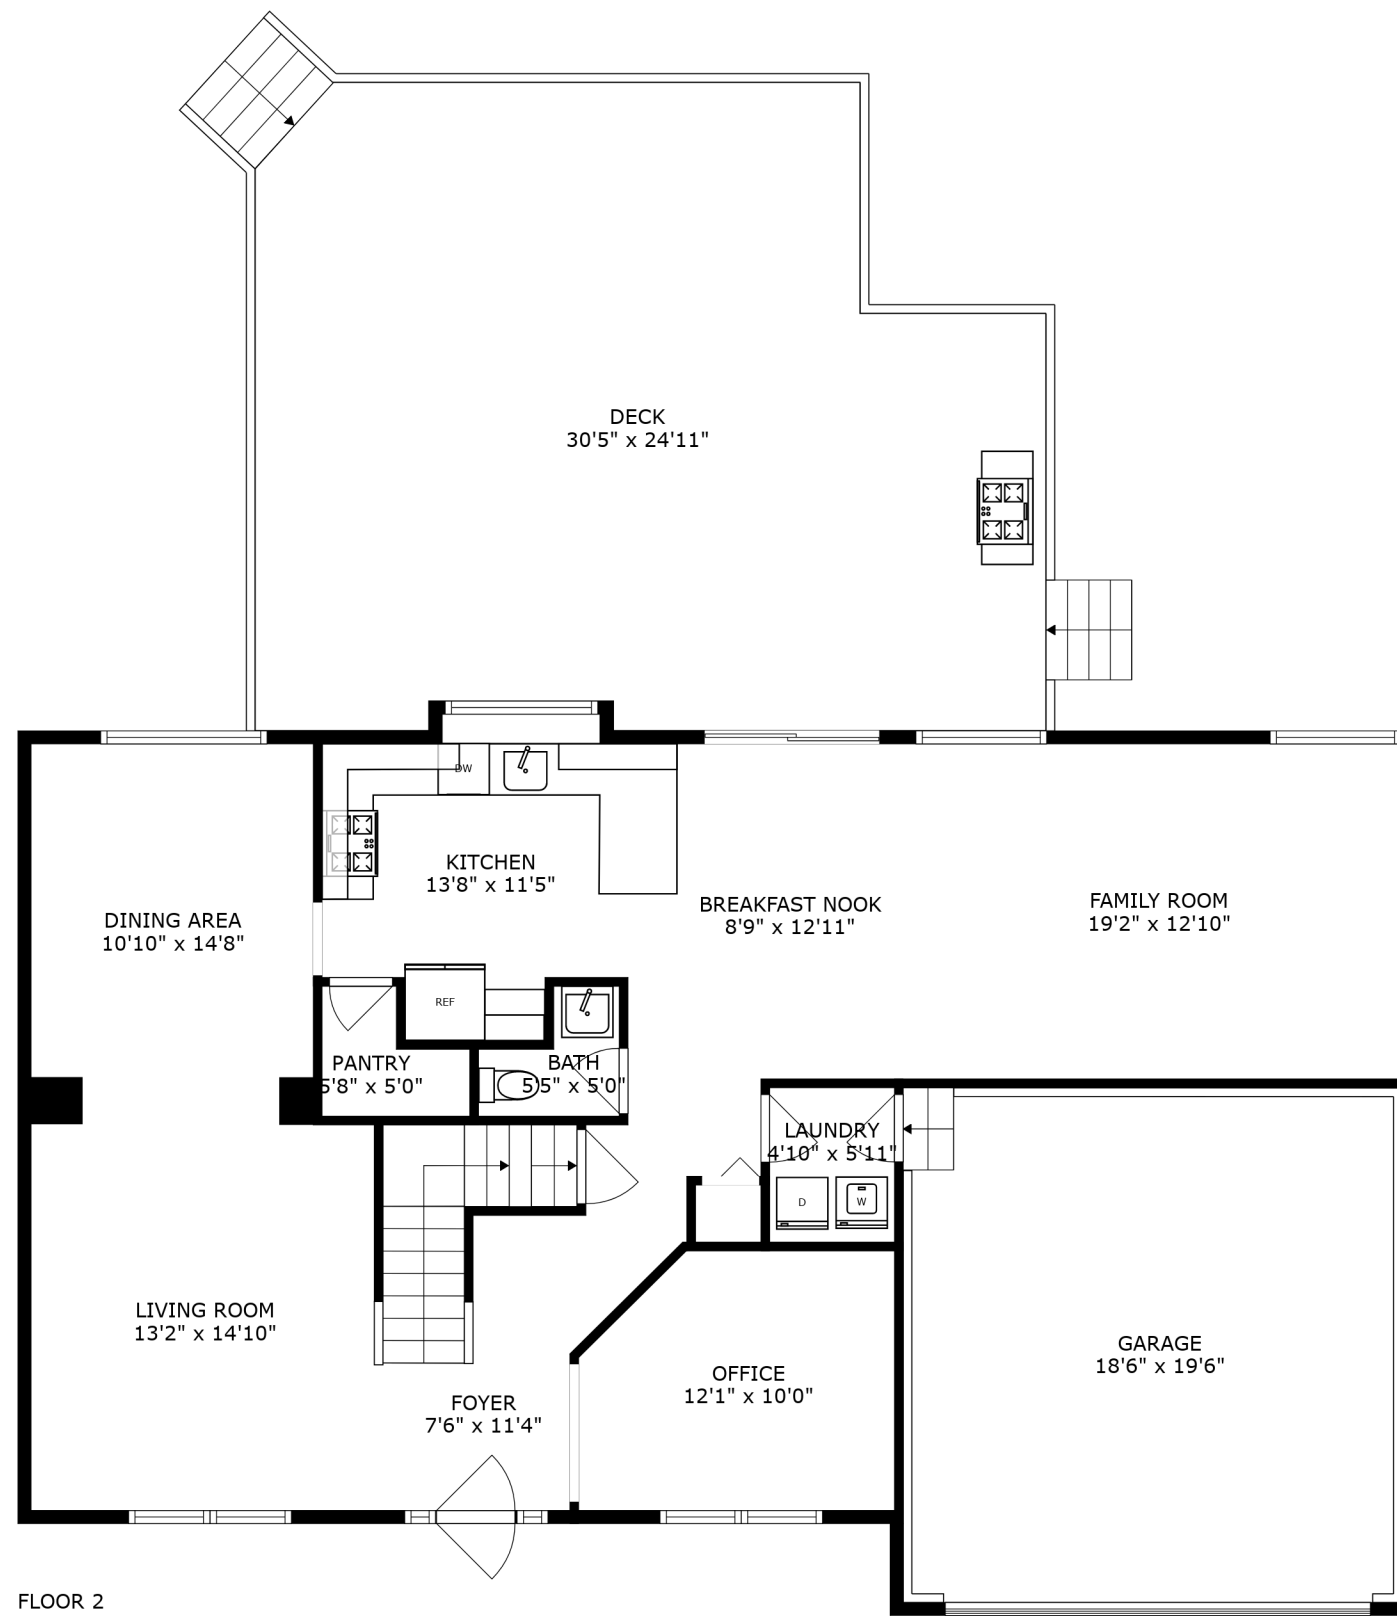 DECK
30'5" x 24'11"
DW
KITCHEN
13'8" x 11'5"
BREAKFAST NOOK
8'9" x 12'11"
FAMILY ROOM
19'2" x 12'10"
DINING AREA
10'10" x 14'8"
REF
PANTRY
5'8" x 5'0"
BATH
5'5" x 5'0"
LAUNDRY
4'10" x 5'11"
D
W
LIVING ROOM
13'2" x 14'10"
GARAGE
18'6" x 19'6"
OFFICE
12'1" x 10'0"
FOYER
7'6" x 11'4"
FLOOR 2